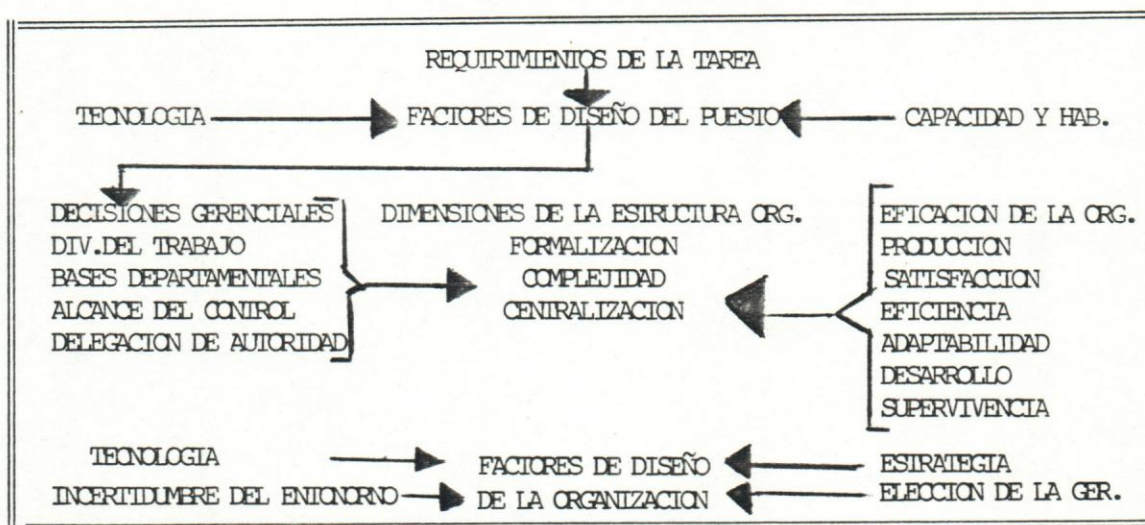 REQUIRIMIENTOS DE LA TAREA
TECNOLOGIA FACTORES DE DISEÑO DEL PUESTO CAPACIDAD Y HAB.
DECISIONES GERENCIALES DIMENSIONES DE LA ESTRUCTURA ORG. EFICACION DE LA ORG.
DIV.DEL TRABAJO FORMALIZACION PRODUCCION
BASES DEPARTAMENTALES COMPLEJIDAD SATISFACCION
ALCANCE DEL CONTROL CENTRALIZACION EFICIENCIA
DELEGACION DE AUTORIDAD ADAPTABILIDAD
DESARROLLO
SUPERVIVENCIA
TECNOLOGIA FACTORES DE DISEÑO ESTRATEGIA
INCERTIDUMBRE DEL ENTONORNO DE LA ORGANIZACION ELECCION DE LA GER.